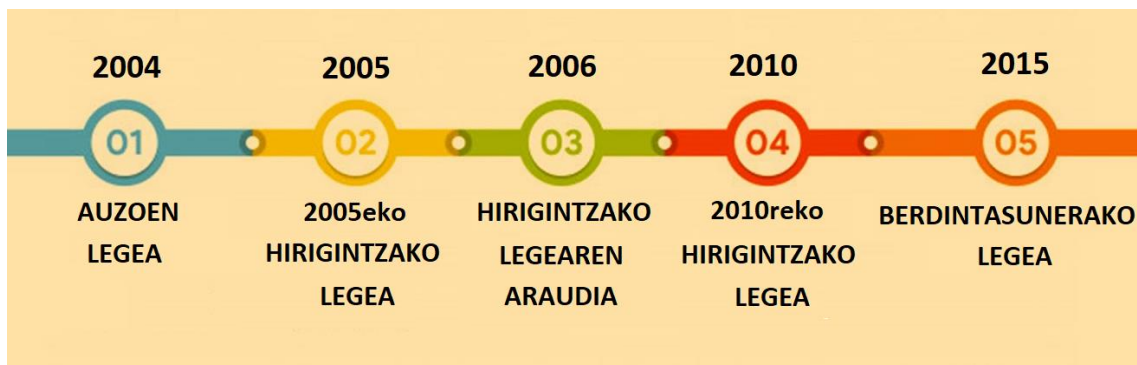 2004
01
AUZOEN
LEGEA
2005
02
2005eko
HIRIGINTZAKO
LEGEA
2006
03
HIRIGINTZAKO
LEGEAREN
ARAUDIA
2010
04
2010reko
HIRIGINTZAKO
LEGEA
2015
05
BERDINTASUNERAKO
LEGEA